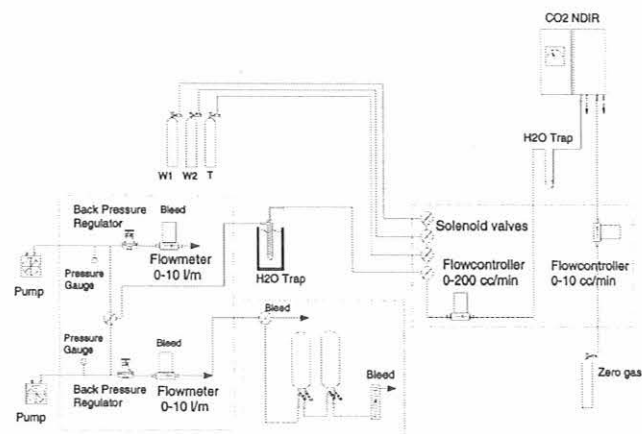 CO2 NDIR
H2O Trap
W1 W2 T
Back Pressure
Regulator
Bleed
Flowmeter
0-10 l/m
Pressure
Gauge
Pump
H2O Trap
Solenoid valves
Flowcontroller
0-200 cc/min
Flowcontroller
0-10 cc/min
Pressure
Gauge
Bleed
Bleed
Back Pressure
Regulator
Flowmeter
0-10 l/m
Pump
Bleed
Zero gas